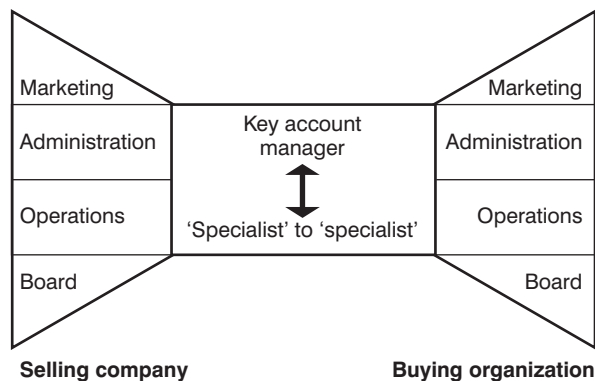 Marketing
Administration
Operations
Board
Key account
manager
‘Specialist’ to ‘specialist’
Marketing
Administration
Operations
Board
Selling company
Buying organization